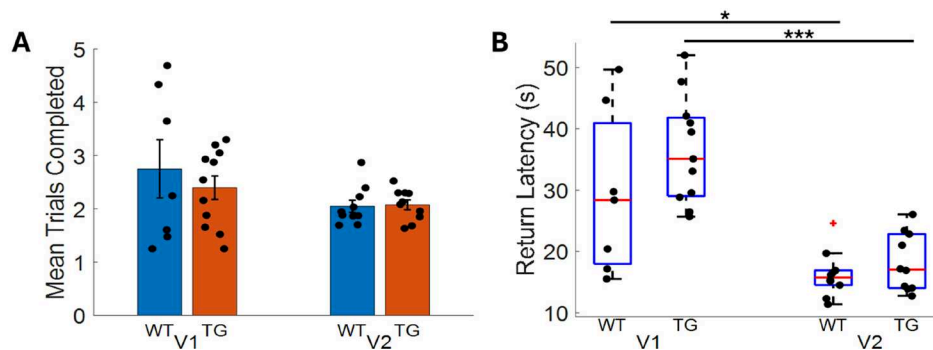 A
Mean Trials Completed
5
4
3
2
1
0
WT TG WT TG
V1 V2
B
* ***
Return Latency (s)
50
40
30
20
10
WT TG WT TG
V1 V2